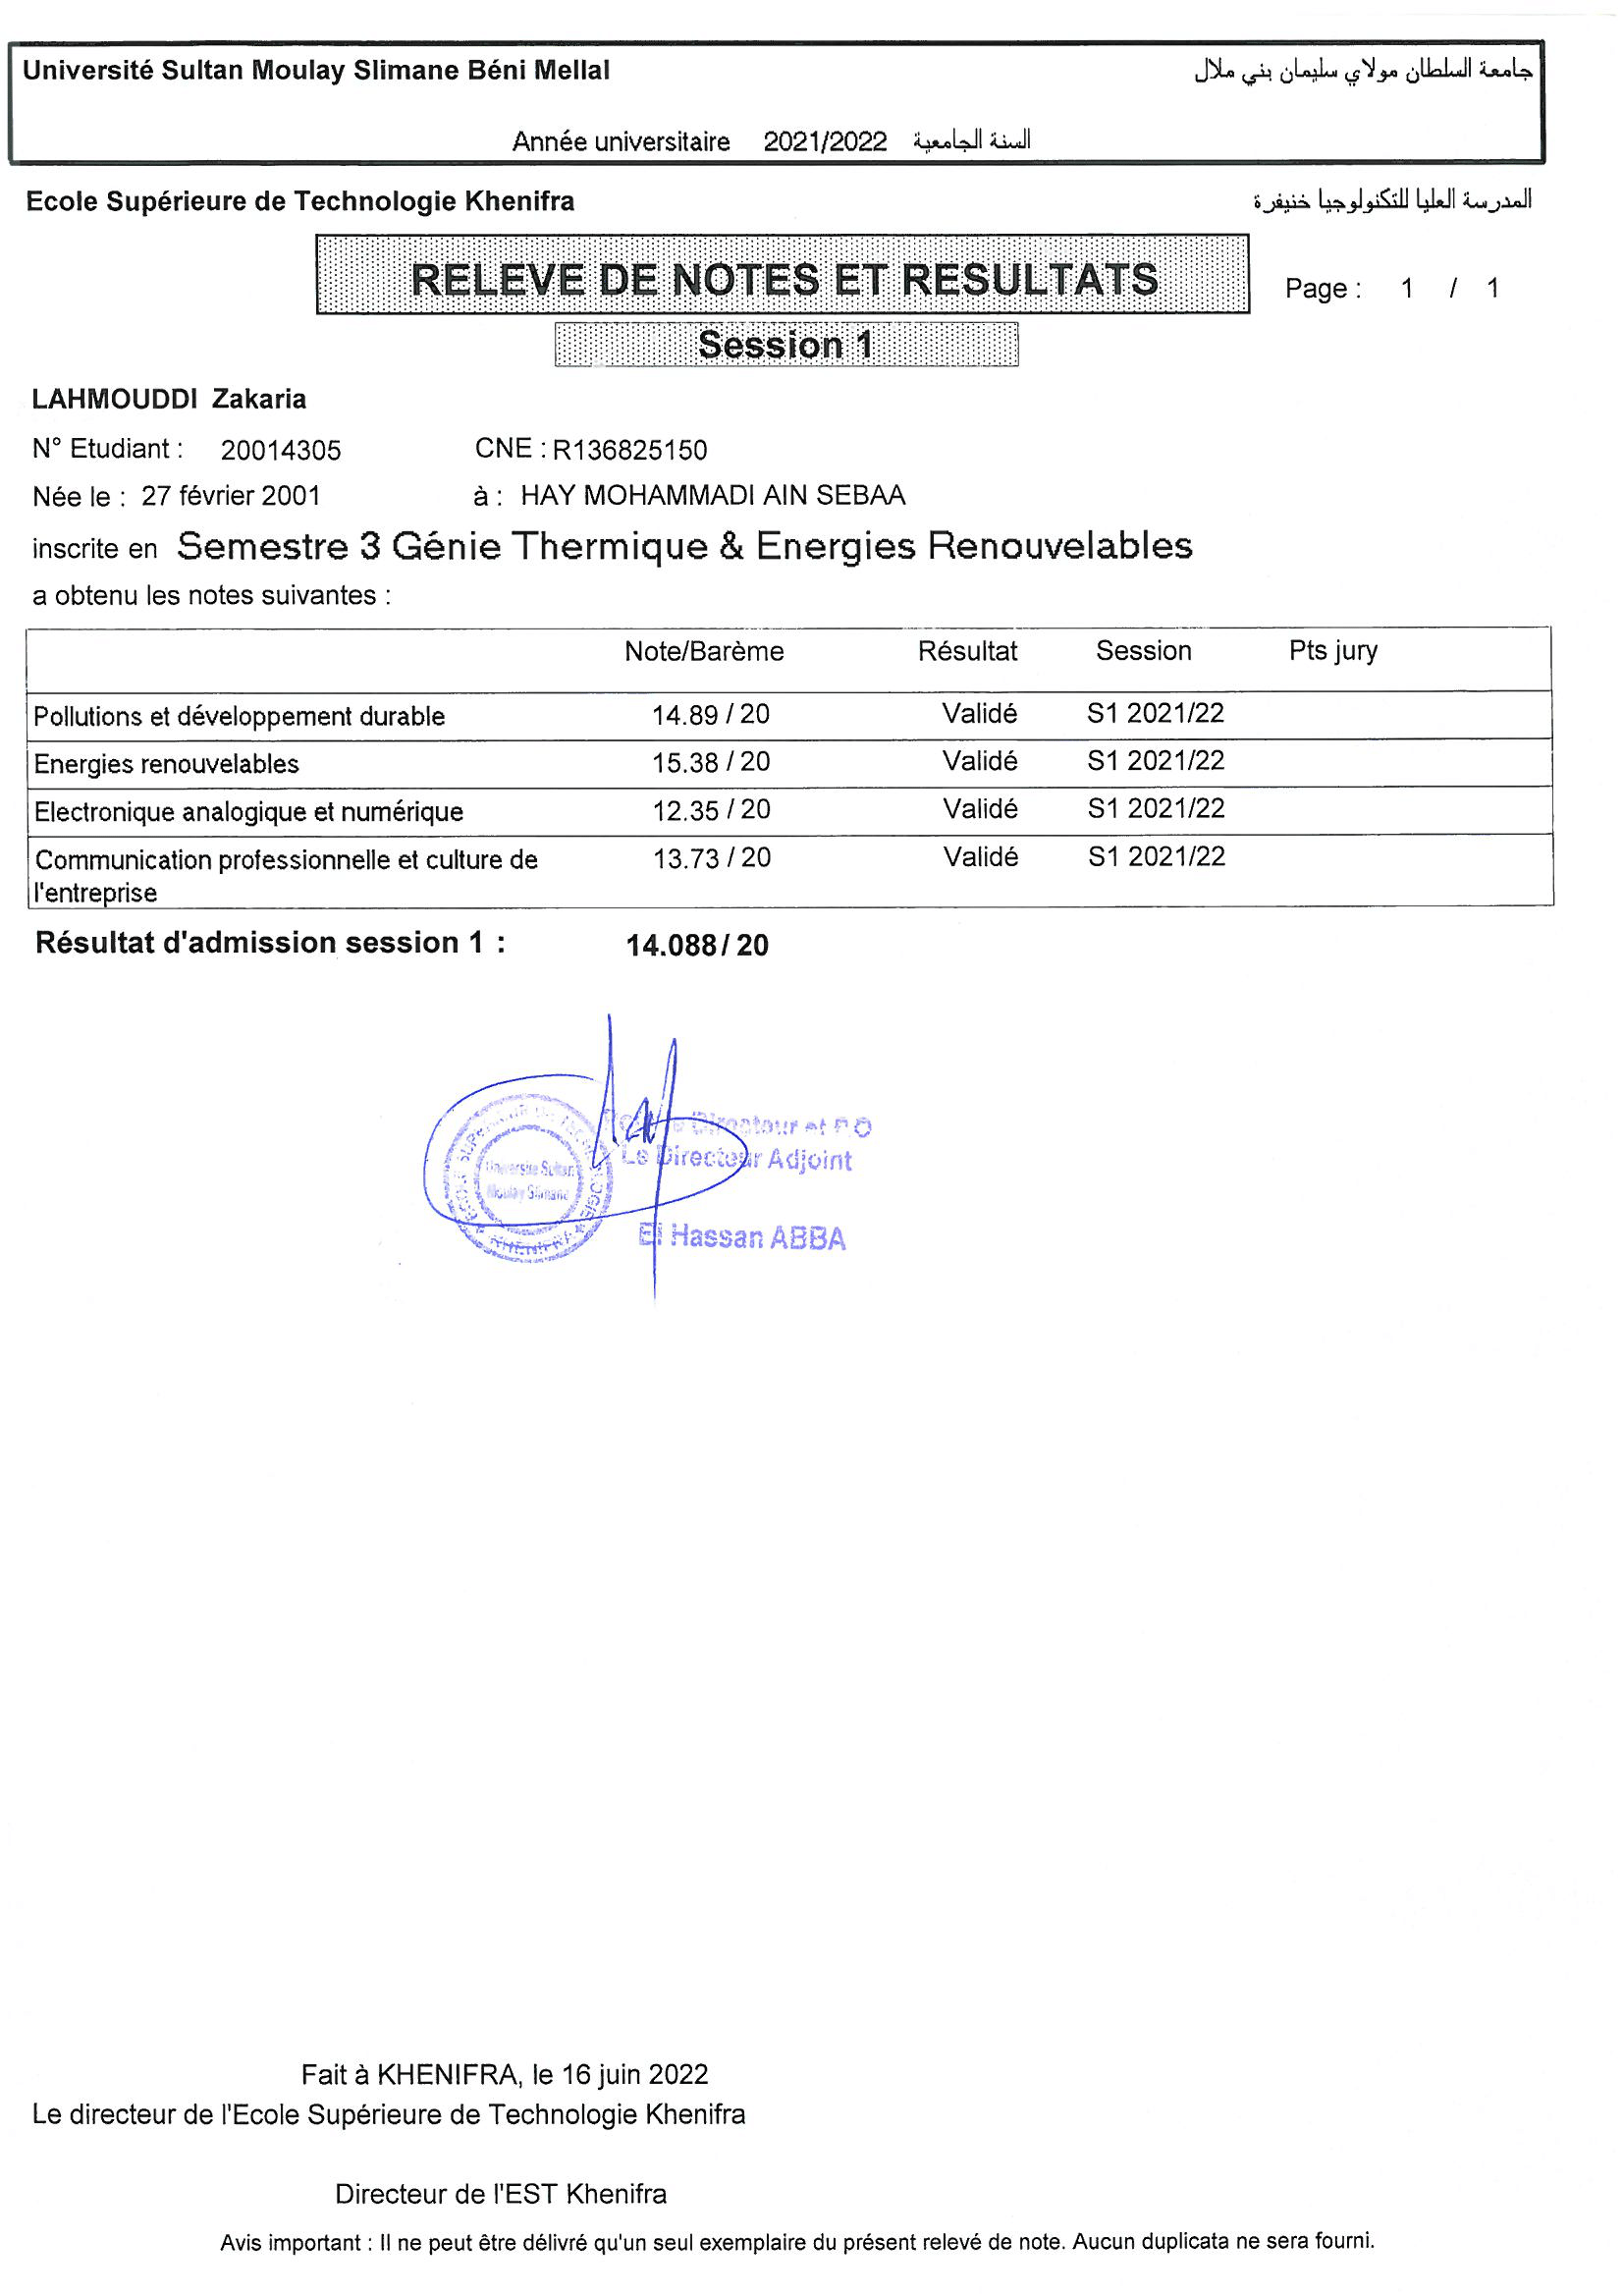 Université Sultan Moulay Slimane Béni Mellal جامعة السلطان مولاي سليمان بني ملال
Année universitaire 2021/2022 السنة الجامعية
Ecole Supérieure de Technologie Khenifra المدرسة العليا للتكنولوجيا خنيفرة
RELEVE DE NOTES ET RESULTATS
Page : 1 / 1
Session 1
LAHMOUDDI Zakaria
N° Etudiant : 20014305 CNE : R136825150
Née le : 27 février 2001 à : HAY MOHAMMADI AIN SEBAA
inscrite en Semestre 3 Génie Thermique & Energies Renouvelables
a obtenu les notes suivantes :
Note/Barème Résultat Session Pts jury
Pollutions et développement durable 14.89 / 20 Validé S1 2021/22
Energies renouvelables 15.38 / 20 Validé S1 2021/22
Electronique analogique et numérique 12.35 / 20 Validé S1 2021/22
Communication professionnelle et culture de 13.73 / 20 Validé S1 2021/22
l'entreprise
Résultat d'admission session 1 : 14.088 / 20
Directeur et P.O
Le Directeur Adjoint
El Hassan ABBA
ECOLE SUPERIEURE DE TECHNOLOGIE
Université Sultan
Moulay Slimane
* KHENIFRA *
Fait à KHENIFRA, le 16 juin 2022
Le directeur de l'Ecole Supérieure de Technologie Khenifra
Directeur de l'EST Khenifra
Avis important : Il ne peut être délivré qu'un seul exemplaire du présent relevé de note. Aucun duplicata ne sera fourni.